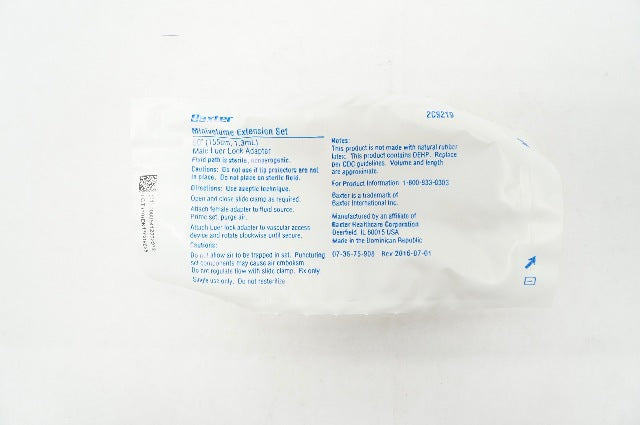 Baxter
2C9219
Minivolume Extension Set
60" (155cm, 1.3mL)
Male Luer Lock Adapter
Fluid path is sterile, nonpyrogenic.
Cautions: Do not use if tip protectors are not
in place. Do not place on sterile field.
Directions: Use aseptic technique.
Open and close slide clamp as required.
Attach female adapter to fluid source.
Prime set, purge air.
Attach Luer lock adapter to vascular access
device and rotate clockwise until secure.
Cautions:
Do not allow air to be trapped in set. Puncturing
set components may cause air embolism.
Do not regulate flow with slide clamp. Rx only
Single use only. Do not resterilize
Notes:
This product is not made with natural rubber
latex. This product contains DEHP. Replace
per CDC guidelines. Volume and length
are approximate.
For Product Information 1-800-933-0303
Baxter is a trademark of
Baxter International Inc.
Manufactured by an affiliate of
Baxter Healthcare Corporation
Deerfield, IL 60015 USA
Made in the Dominican Republic
07-36-75-908 Rev 2016-07-01